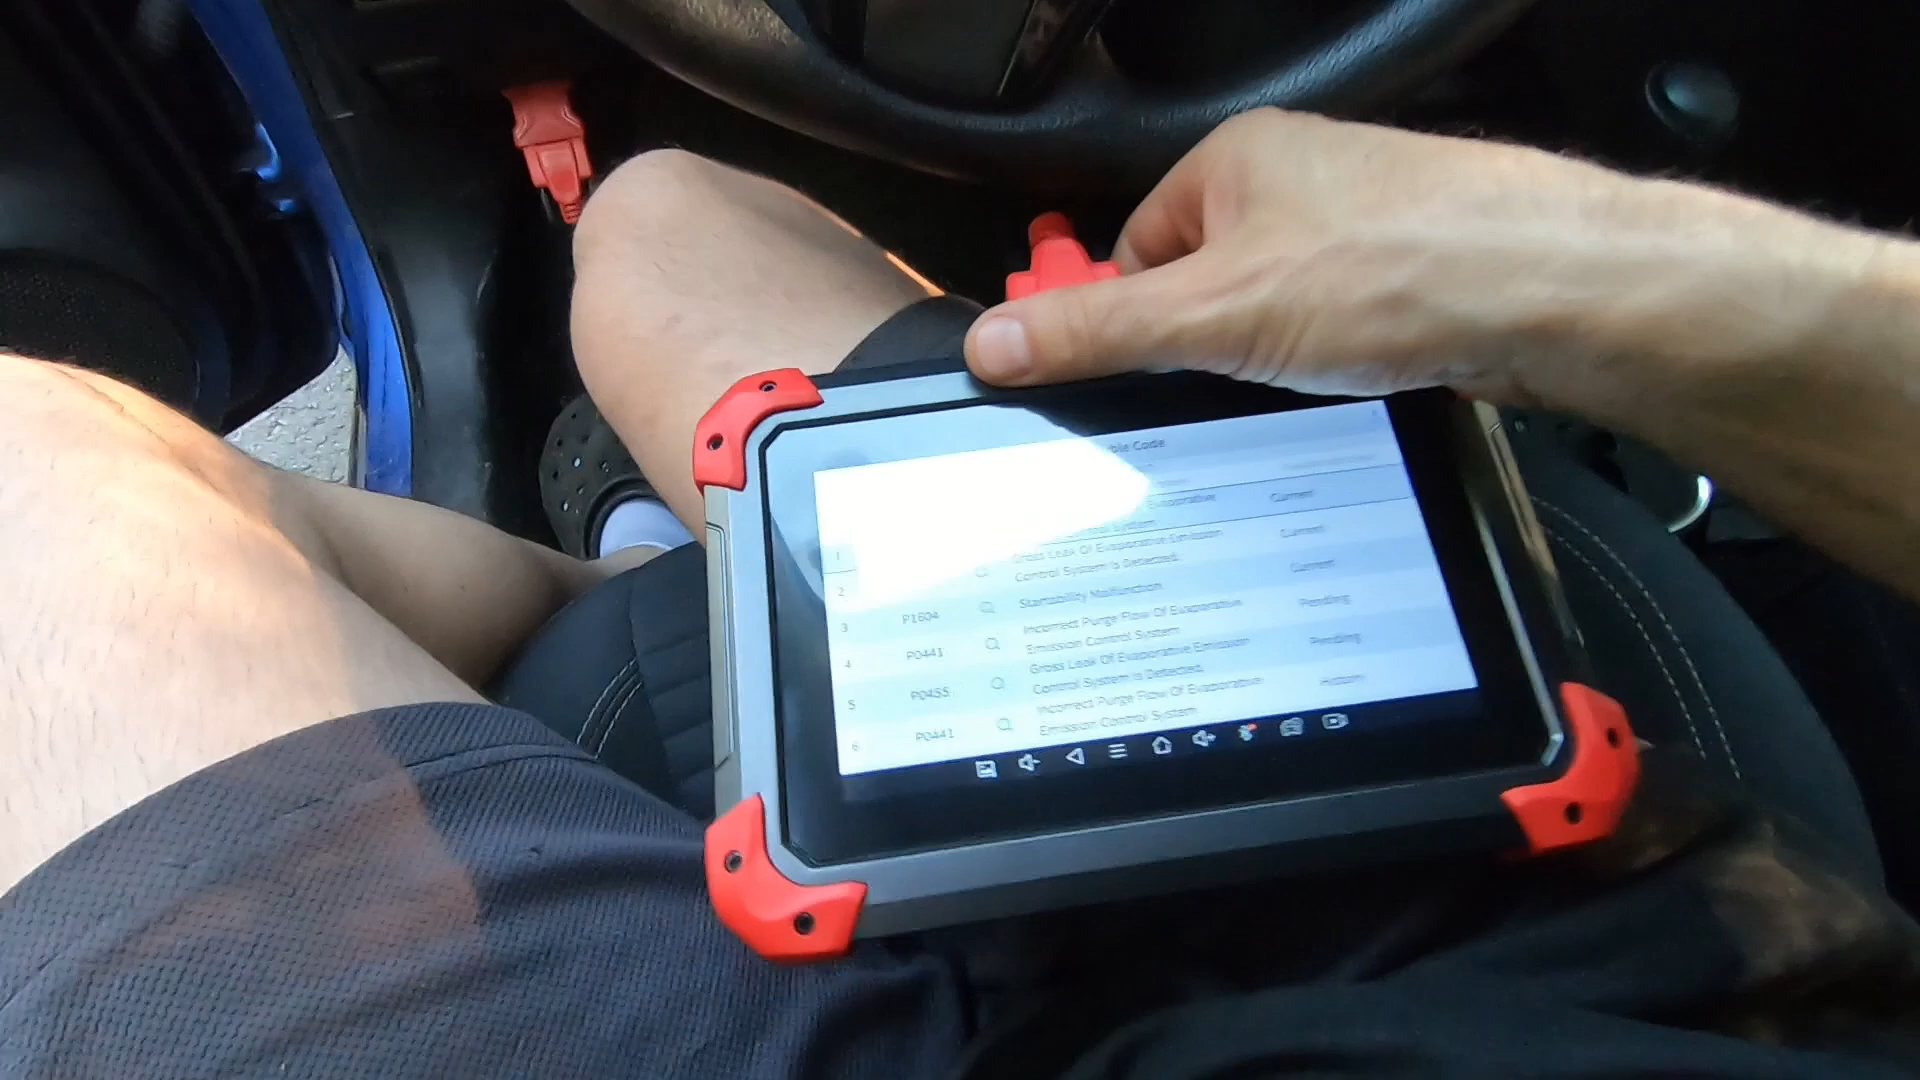 ble Code
Evaporative Current
1 System
Gross Leak Of Evaporative Emission Current
2 Control System Is Detected.
3 P1604 Startability Malfunction Current
Incorrect Purge Flow Of Evaporative Pending
4 P0441 Emission Control System
Gross Leak Of Evaporative Emission Pending
5 P0455 Control System Is Detected.
Incorrect Purge Flow Of Evaporative History
6 P0441 Emission Control System